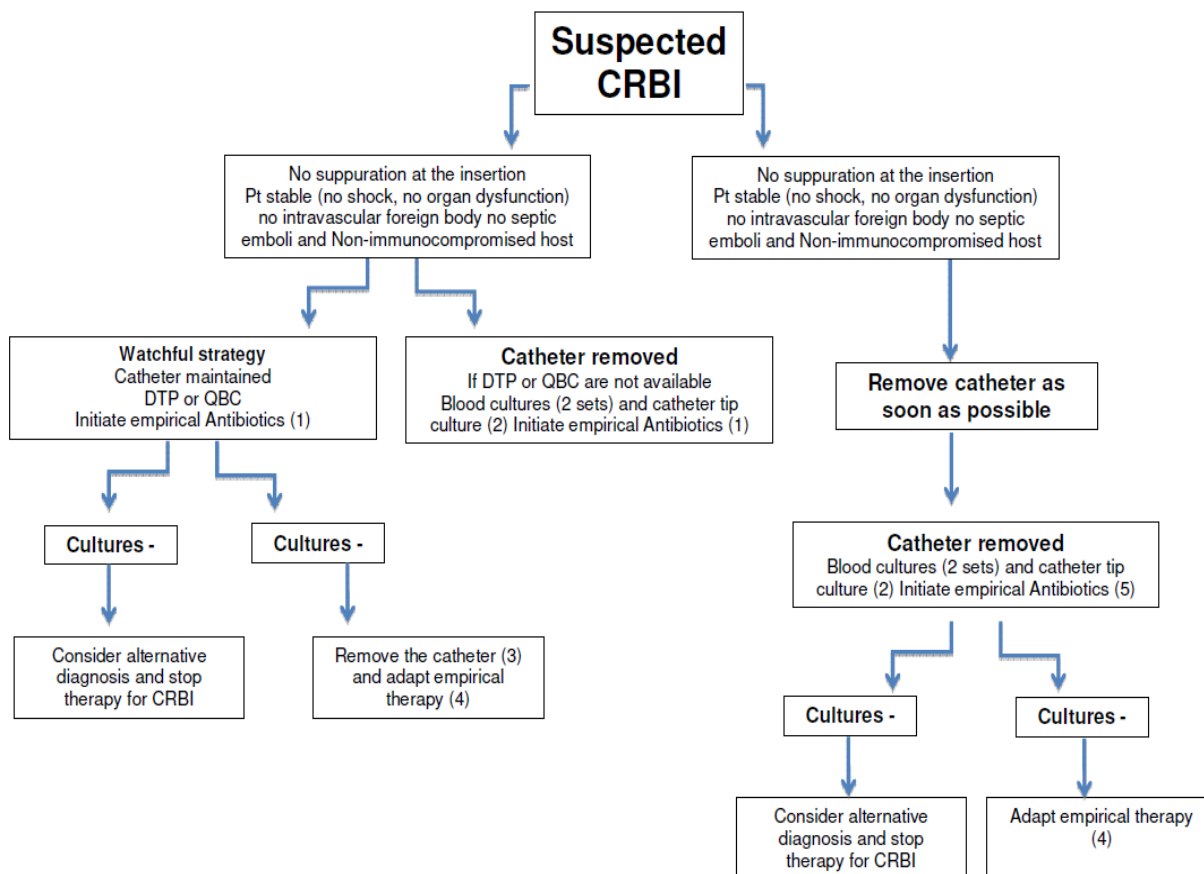 Suspected
CRBI
No suppuration at the insertion
Pt stable (no shock, no organ dysfunction)
no intravascular foreign body no septic
emboli and Non-immunocompromised host
No suppuration at the insertion
Pt stable (no shock, no organ dysfunction)
no intravascular foreign body no septic
emboli and Non-immunocompromised host
Watchful strategy
Catheter maintained
DTP or QBC
Initiate empirical Antibiotics (1)
Catheter removed
If DTP or QBC are not available
Blood cultures (2 sets) and catheter tip
culture (2) Initiate empirical Antibiotics (1)
Remove catheter as
soon as possible
Cultures -
Cultures -
Catheter removed
Blood cultures (2 sets) and catheter tip
culture (2) Initiate empirical Antibiotics (5)
Consider alternative
diagnosis and stop
therapy for CRBI
Remove the catheter (3)
and adapt empirical
therapy (4)
Cultures -
Cultures -
Consider alternative
diagnosis and stop
therapy for CRBI
Adapt empirical therapy
(4)